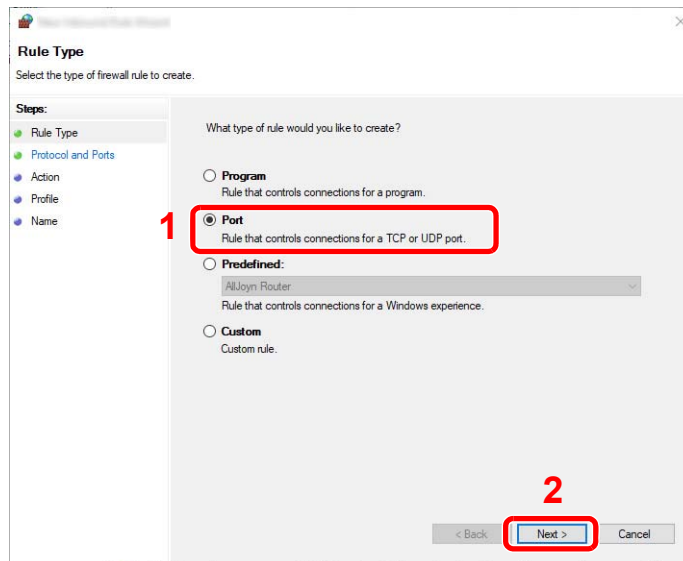 Rule Type
Select the type of firewall rule to create.
Steps:
Rule Type
Protocol and Ports
Action
Profile
Name
What type of rule would you like to create?
Program
Rule that controls connections for a program.
1
Port
Rule that controls connections for a TCP or UDP port.
Predefined:
AllJoyn Router
Rule that controls connections for a Windows experience.
Custom
Custom rule.
2
< Back
Next >
Cancel